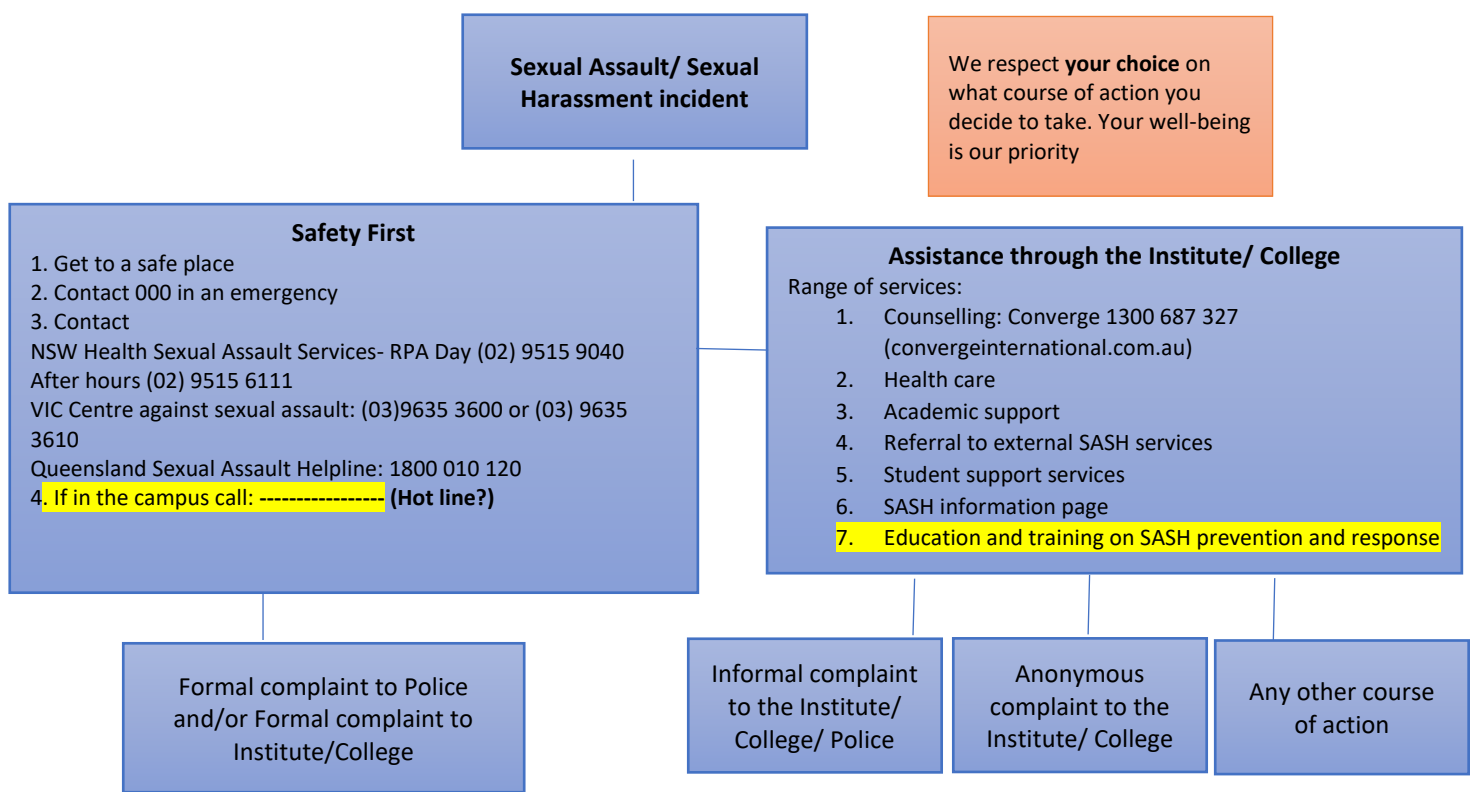 Sexual Assault/ Sexual
Harassment incident
We respect your choice on
what course of action you
decide to take. Your well-being
is our priority
Safety First
1. Get to a safe place
2. Contact 000 in an emergency
3. Contact
NSW Health Sexual Assault Services- RPA Day (02) 9515 9040
After hours (02) 9515 6111
VIC Centre against sexual assault: (03)9635 3600 or (03) 9635
3610
Queensland Sexual Assault Helpline: 1800 010 120
4. If in the campus call: ----------------- (Hot line?)
Assistance through the Institute/ College
Range of services:
1. Counselling: Converge 1300 687 327
(convergeinternational.com.au)
2. Health care
3. Academic support
4. Referral to external SASH services
5. Student support services
6. SASH information page
7. Education and training on SASH prevention and response
Formal complaint to Police
and/or Formal complaint to
Institute/College
Informal complaint
to the Institute/
College/ Police
Anonymous
complaint to the
Institute/ College
Any other course
of action